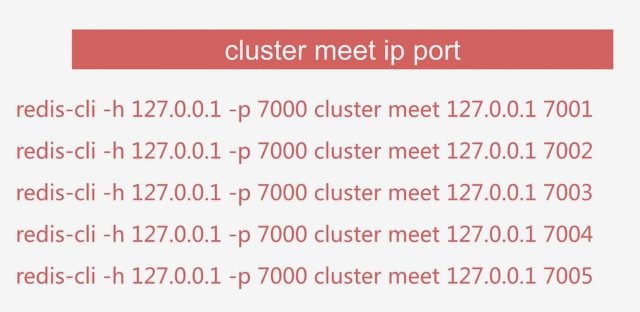 cluster meet ip port
redis-cli -h 127.0.0.1 -p 7000 cluster meet 127.0.0.1 7001
redis-cli -h 127.0.0.1 -p 7000 cluster meet 127.0.0.1 7002
redis-cli -h 127.0.0.1 -p 7000 cluster meet 127.0.0.1 7003
redis-cli -h 127.0.0.1 -p 7000 cluster meet 127.0.0.1 7004
redis-cli -h 127.0.0.1 -p 7000 cluster meet 127.0.0.1 7005